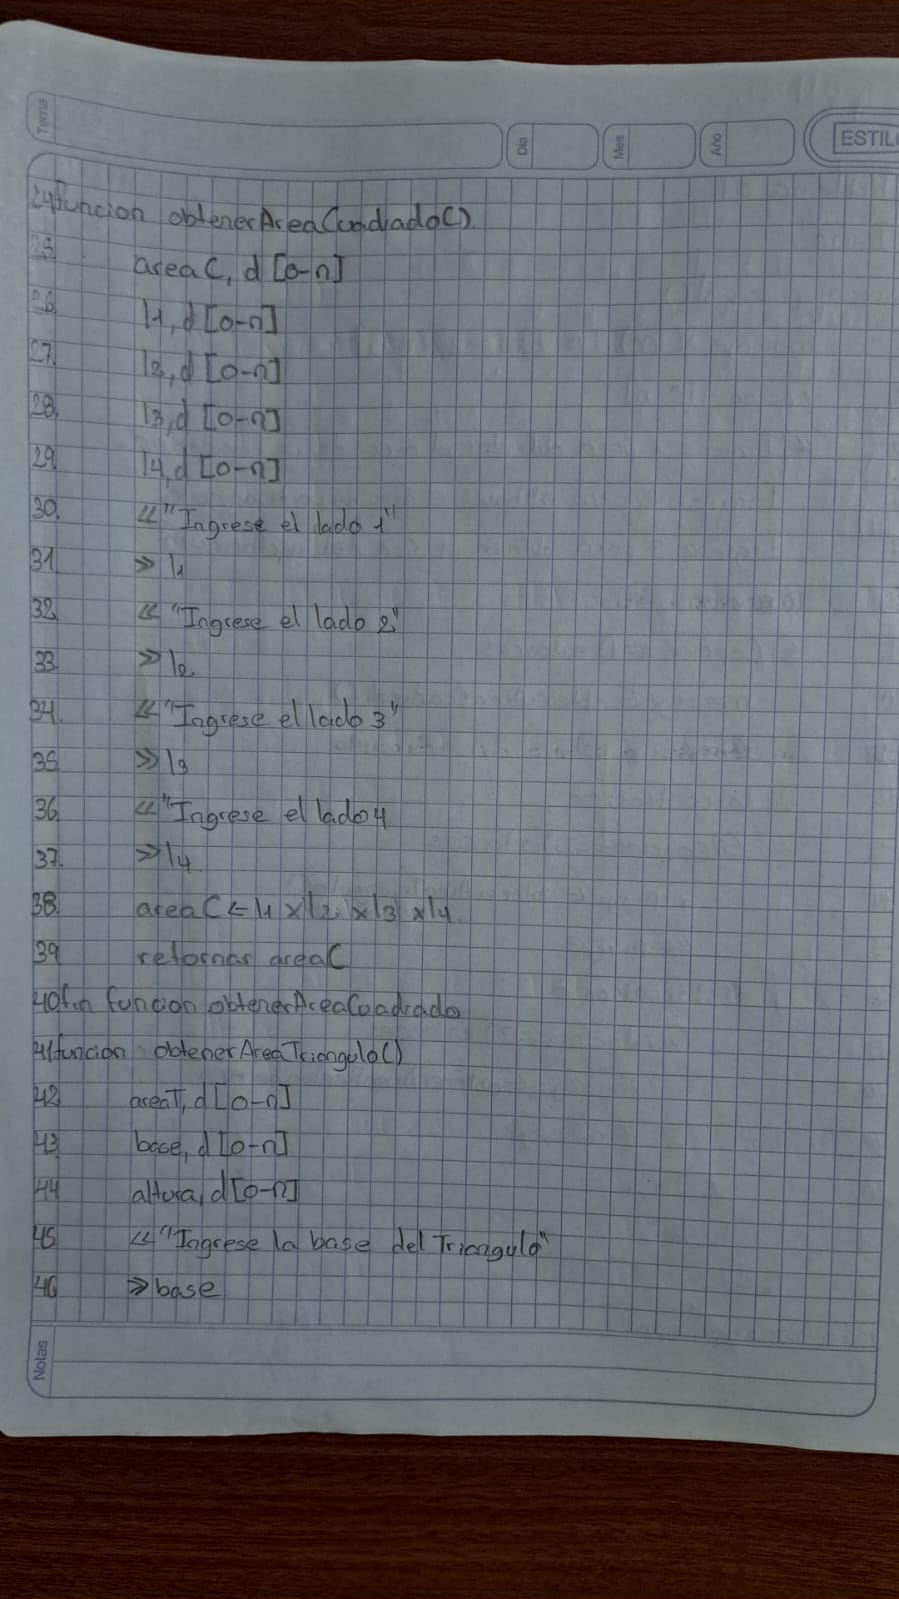 Tema
Dia
Mes
Año
ESTILO
24 funcion obtenerAreaCuadrado()
25. areaC, d [0-n]
26. l1, d [0-n]
27. l2, d [0-n]
28. l3, d [0-n]
29 l4, d [0-n]
30. << "Ingrese el lado 1"
31 >> l1
32 << "Ingrese el lado 2"
33 >> l2
34. << "Ingrese el lado 3"
35 >> l3
36 << "Ingrese el lado 4
37. >> l4
38 areaC ← l1 x l2 x l3 x l4
39 retornar areaC
40 fin funcion obtenerAreaCuadrado
41 funcion obtenerAreaTriangulo()
42 areaT, d [0-n]
43 base, d [0-n]
44 altura, d [0-n]
45 << "Ingrese la base del Triangulo"
46 >> base
Notas